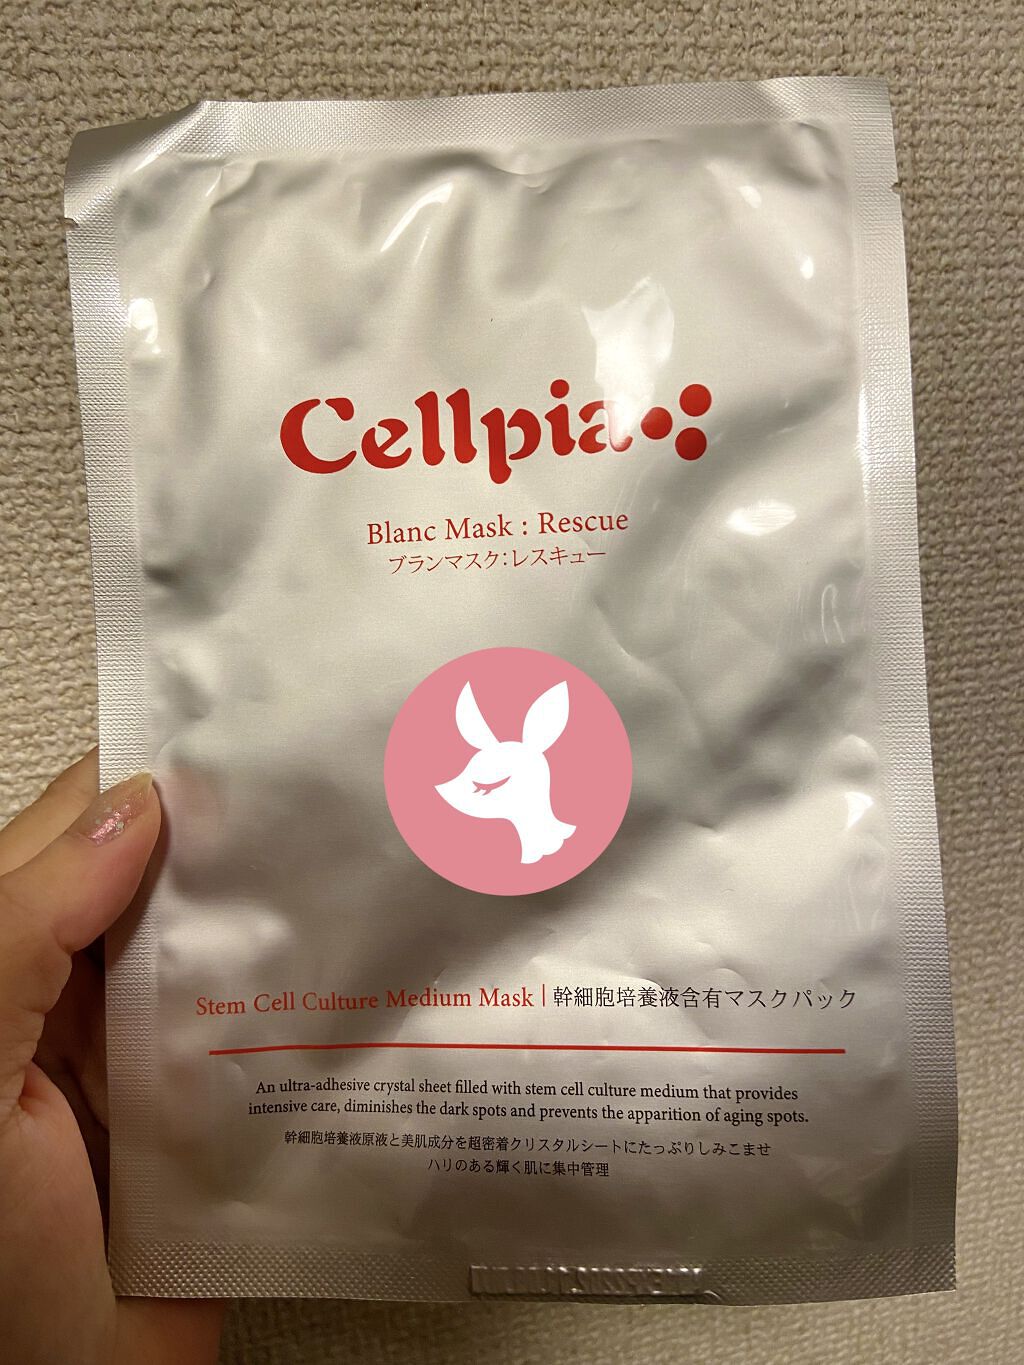 Cellpia
Blanc Mask : Rescue
ブランマスク:レスキュー
Stem Cell Culture Medium Mask | 幹細胞培養液含有マスクパック
An ultra-adhesive crystal sheet filled with stem cell culture medium that provides
intensive care, diminishes the dark spots and prevents the apparition of aging spots.
幹細胞培養液原液と美肌成分を超密着クリスタルシートにたっぷりしみこませ
ハリのある輝く肌に集中管理